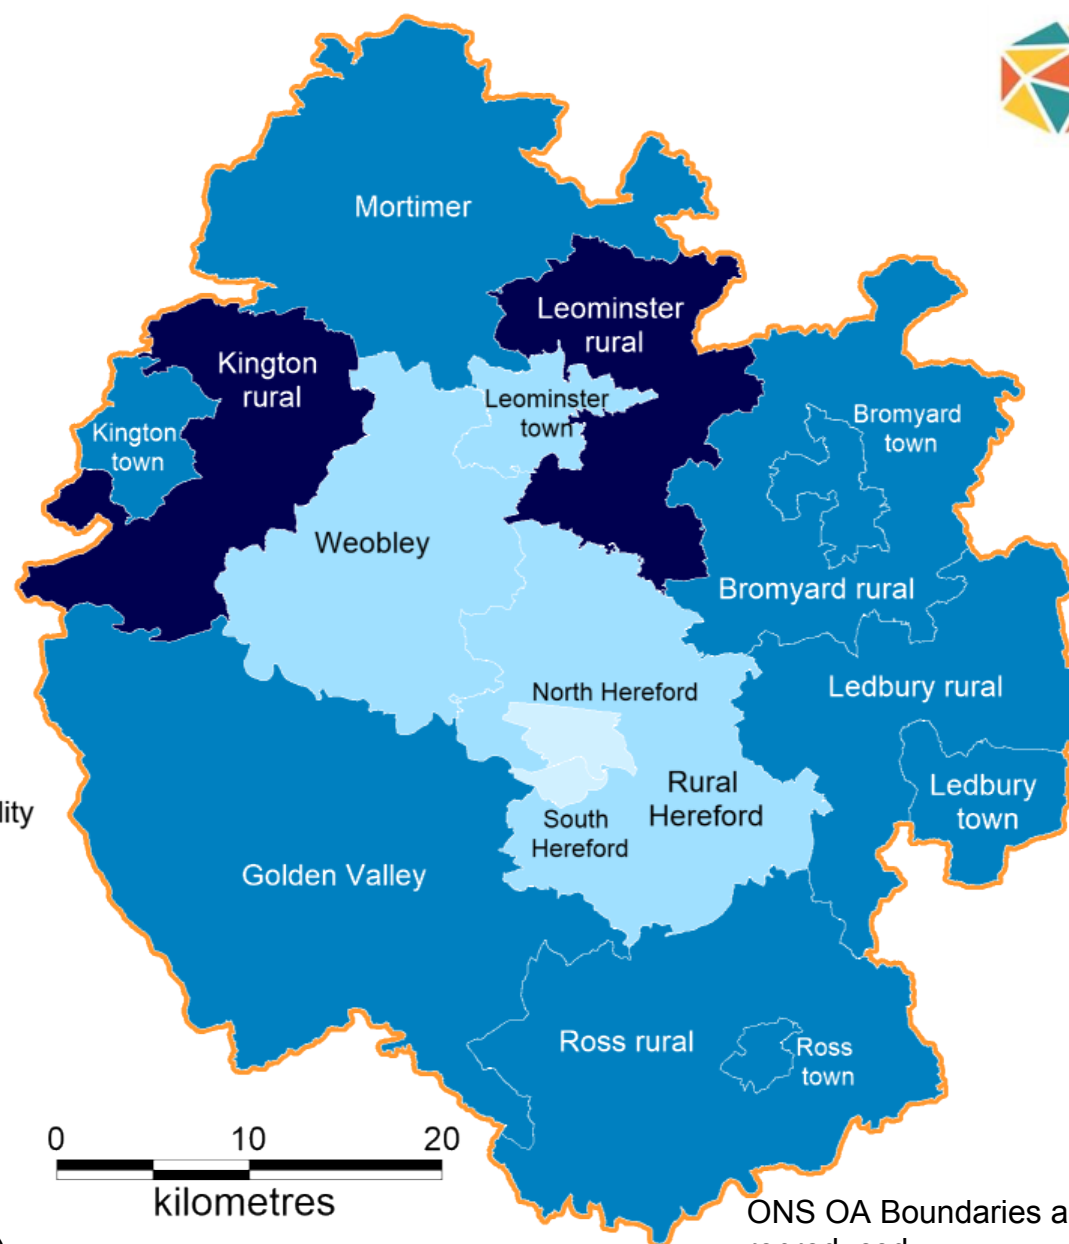 Mortimer
Leominster
rural
Kington
rural
Leominster
town
Bromyard
town
Kington
town
Weobley
Bromyard rural
Ledbury rural
North Hereford
Rural
Hereford
Ledbury
town
lity
South
Hereford
Golden Valley
Ross rural
Ross
town
0 10 20
kilometres
ONS OA Boundaries a